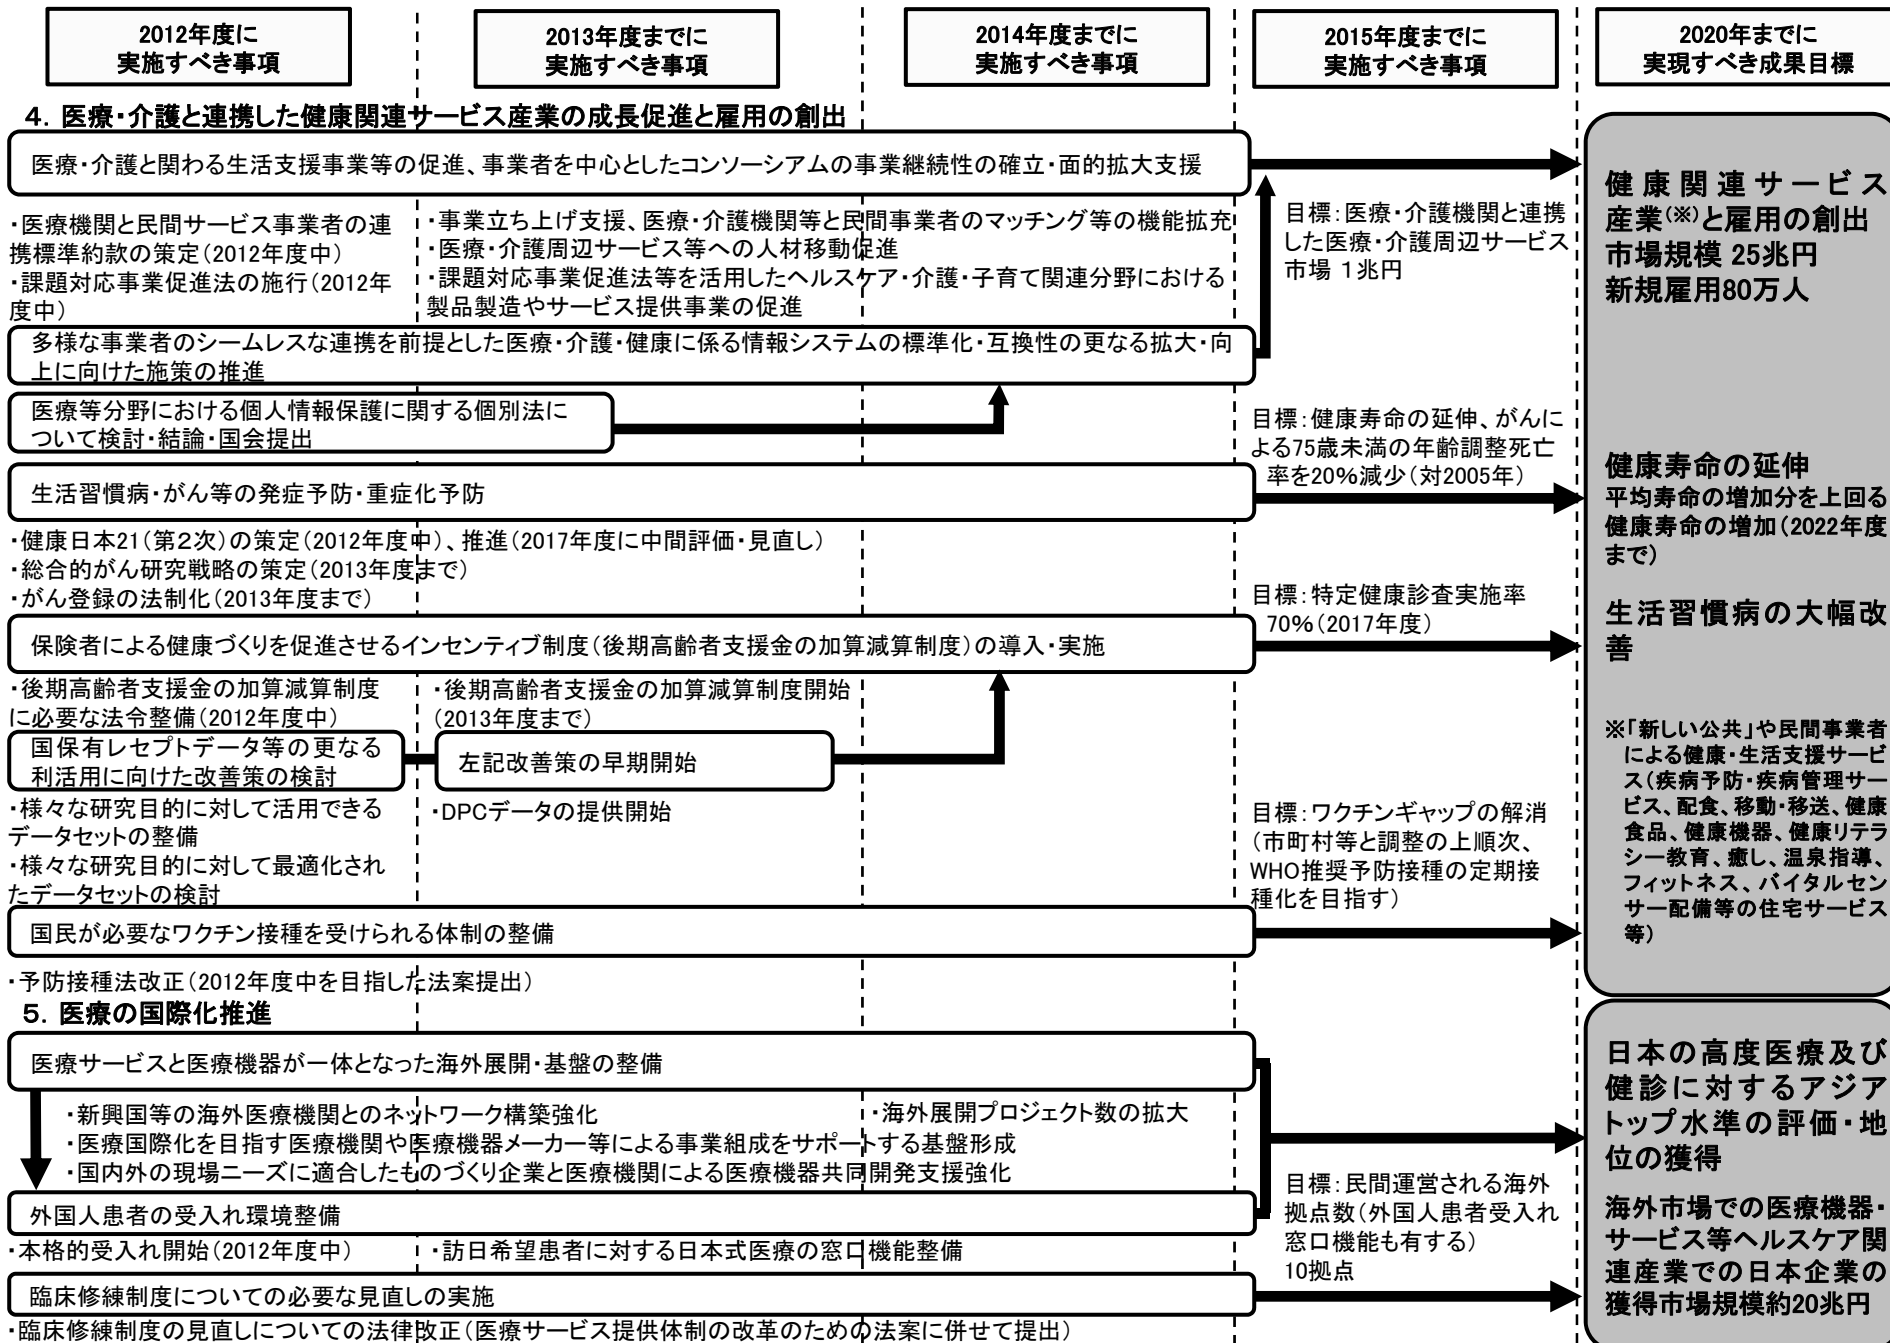 2012年度に
実施すべき事項
2013年度までに
実施すべき事項
2014年度までに
実施すべき事項
2015年度までに
実施すべき事項
2020年までに
実現すべき成果目標
4．医療・介護と連携した健康関連サービス産業の成長促進と雇用の創出
医療・介護と関わる生活支援事業等の促進、事業者を中心としたコンソーシアムの事業継続性の確立・面的拡大支援
・医療機関と民間サービス事業者の連
携標準約款の策定（2012年度中）
・課題対応事業促進法の施行（2012年
度中）
・事業立ち上げ支援、医療・介護機関等と民間事業者のマッチング等の機能拡充
・医療・介護周辺サービス等への人材移動促進
・課題対応事業促進法等を活用したヘルスケア・介護・子育て関連分野における
製品製造やサービス提供事業の促進
目標：医療・介護機関と連携
した医療・介護周辺サービス
市場 １兆円
多様な事業者のシームレスな連携を前提とした医療・介護・健康に係る情報システムの標準化・互換性の更なる拡大・向
上に向けた施策の推進
医療等分野における個人情報保護に関する個別法に
ついて検討・結論・国会提出
目標：健康寿命の延伸、がんに
よる75歳未満の年齢調整死亡
率を20%減少（対2005年）
生活習慣病・がん等の発症予防・重症化予防
・健康日本21（第２次）の策定（2012年度中）、推進（2017年度に中間評価・見直し）
・総合的がん研究戦略の策定（2013年度まで）
・がん登録の法制化（2013年度まで）
目標：特定健康診査実施率
70%（2017年度）
保険者による健康づくりを促進させるインセンティブ制度（後期高齢者支援金の加算減算制度）の導入・実施
・後期高齢者支援金の加算減算制度
に必要な法令整備（2012年度中）
・後期高齢者支援金の加算減算制度開始
（2013年度まで）
国保有レセプトデータ等の更なる
利活用に向けた改善策の検討
左記改善策の早期開始
・様々な研究目的に対して活用できる
データセットの整備
・様々な研究目的に対して最適化され
たデータセットの検討
・DPCデータの提供開始
目標：ワクチンギャップの解消
（市町村等と調整の上順次、
WHO推奨予防接種の定期接
種化を目指す）
国民が必要なワクチン接種を受けられる体制の整備
・予防接種法改正（2012年度中を目指した法案提出）
健康関連サービス
産業(※)と雇用の創出
市場規模 25兆円
新規雇用80万人
健康寿命の延伸
平均寿命の増加分を上回る
健康寿命の増加（2022年度
まで）
生活習慣病の大幅改
善
※「新しい公共」や民間事業者
による健康・生活支援サービ
ス（疾病予防・疾病管理サー
ビス、配食、移動・移送、健康
食品、健康機器、健康リテラ
シー教育、癒し、温泉指導、
フィットネス、バイタルセン
サー配備等の住宅サービス
等）
5．医療の国際化推進
医療サービスと医療機器が一体となった海外展開・基盤の整備
・新興国等の海外医療機関とのネットワーク構築強化
・海外展開プロジェクト数の拡大
・医療国際化を目指す医療機関や医療機器メーカー等による事業組成をサポートする基盤形成
・国内外の現場ニーズに適合したものづくり企業と医療機関による医療機器共同開発支援強化
外国人患者の受入れ環境整備
・本格的受入れ開始（2012年度中）
・訪日希望患者に対する日本式医療の窓口機能整備
目標：民間運営される海外
拠点数（外国人患者受入れ
窓口機能も有する）
10拠点
臨床修練制度についての必要な見直しの実施
・臨床修練制度の見直しについての法律改正（医療サービス提供体制の改革のための法案に併せて提出）
日本の高度医療及び
健診に対するアジア
トップ水準の評価・地
位の獲得
海外市場での医療機器・
サービス等ヘルスケア関
連産業での日本企業の
獲得市場規模約20兆円